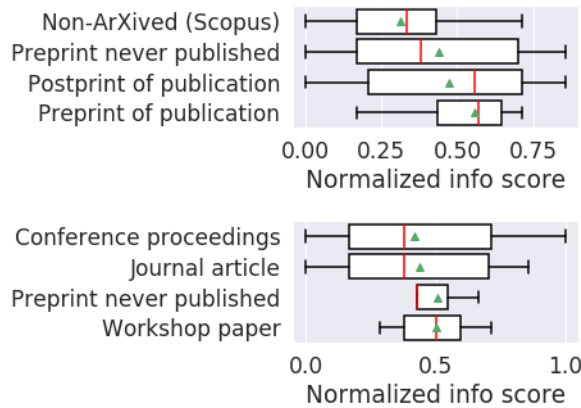 Non-ArXived (Scopus)
Preprint never published
Postprint of publication
Preprint of publication
0.00 0.25 0.50 0.75
Normalized info score
Conference proceedings
Journal article
Preprint never published
Workshop paper
0.0 0.5 1.0
Normalized info score